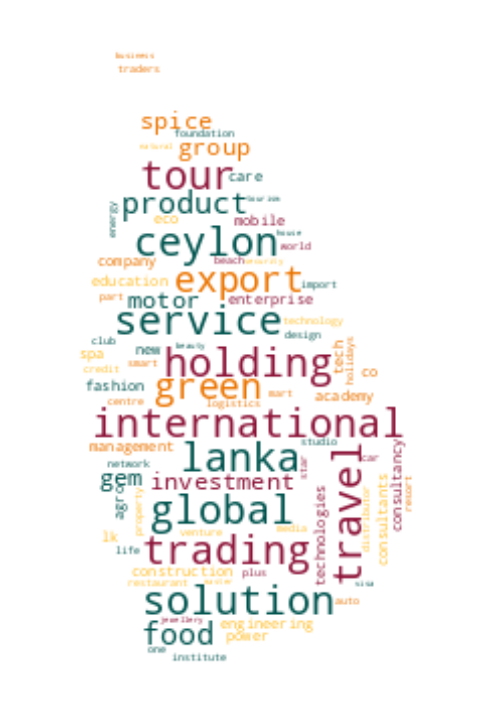 business
traders
spice
foundation
natural group
tour care
product tourism
energy eco mobile
ceylon house
world
company beach security
education export import
part motor enterprise
service technology
club design
spa new beauty tech
credit smart holding holidays
fashion green mart co
centre logistics academy
international
management studio
network lanka star car consultancy
gem investment travel resort
agro property global technologies distributor consultants
lk venture media
life trading
construction plus
restaurant master visa
solution auto
jewellery engineering
food power
one
institute